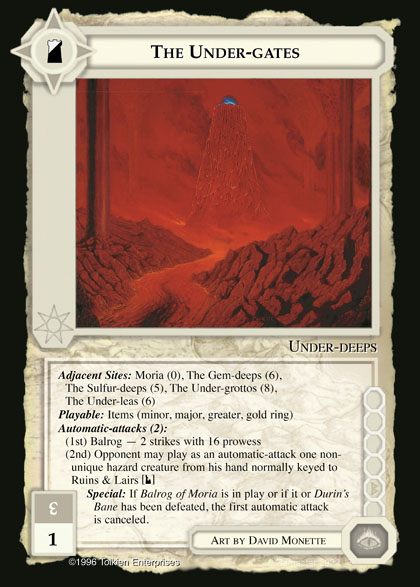 The Under-gates
Under-deeps
Adjacent Sites: Moria (0), The Gem-deeps (6),
The Sulfur-deeps (5), The Under-grottos (8),
The Under-leas (6)
Playable: Items (minor, major, greater, gold ring)
Automatic-attacks (2):
(1st) Balrog — 2 strikes with 16 prowess
(2nd) Opponent may play as an automatic-attack one non-
unique hazard creature from his hand normally keyed to
Ruins & Lairs [ ]
Special: If Balrog of Moria is in play or if it or Durin's
Bane has been defeated, the first automatic attack
is canceled.
1
Art by David Monette
©1996 Tolkien Enterprises